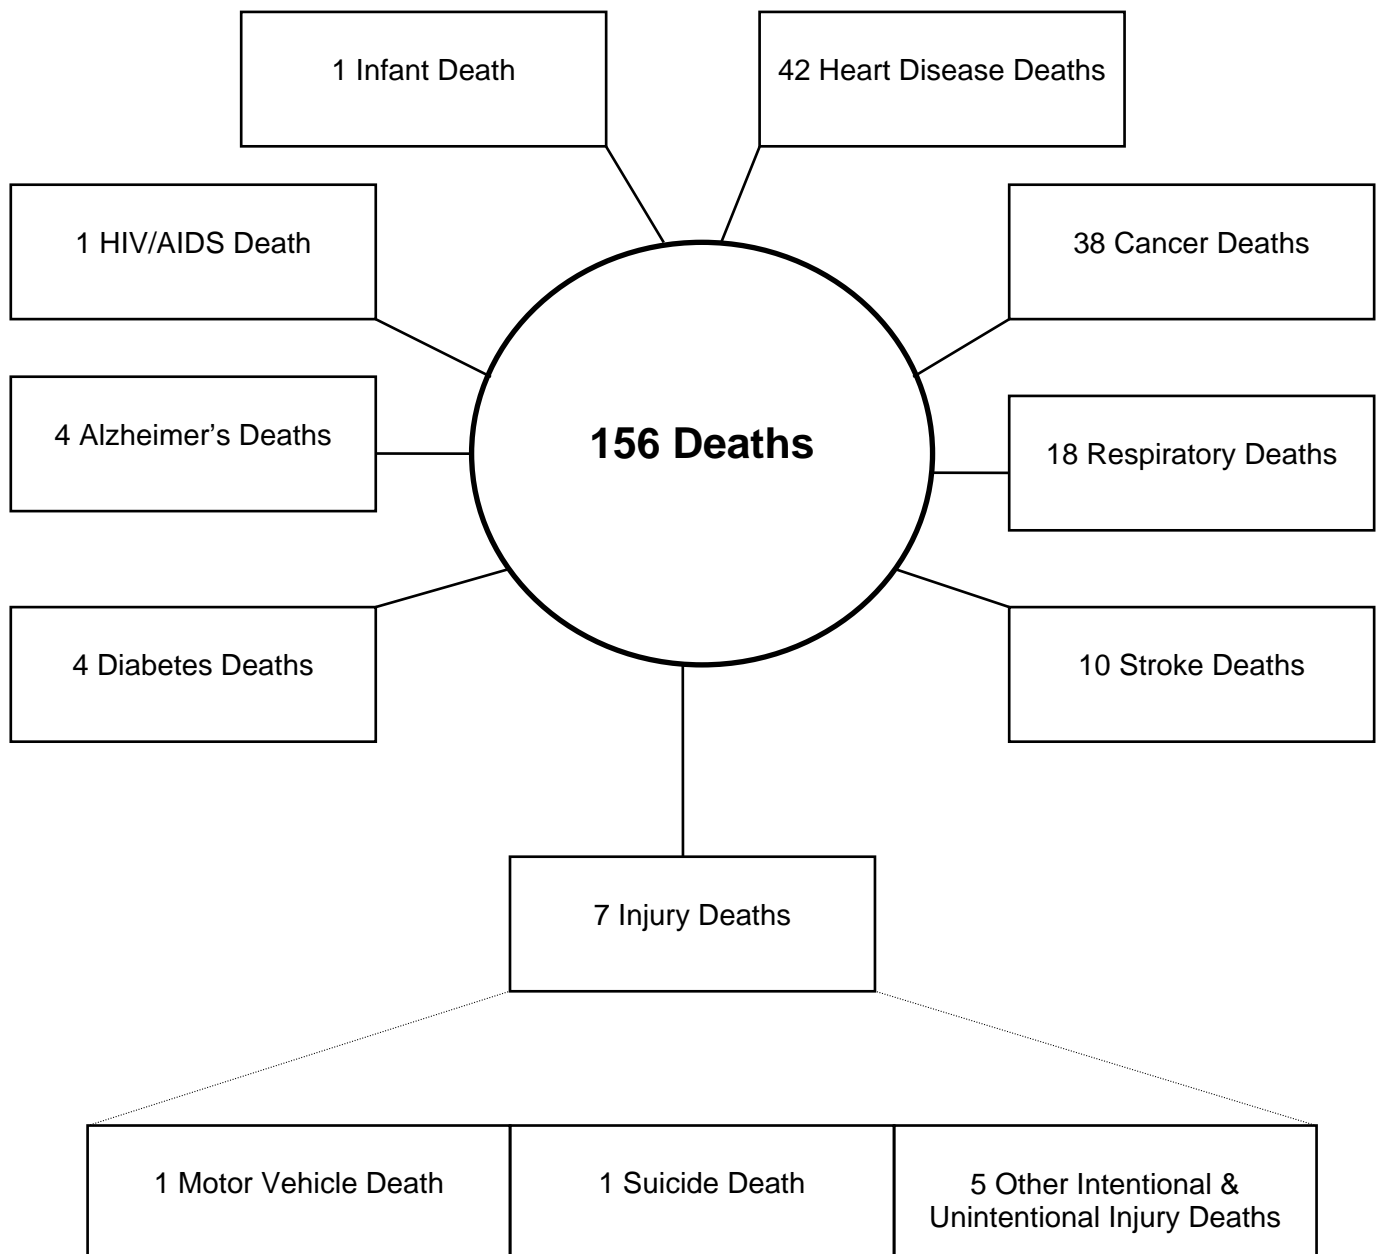 1 Infant Death
42 Heart Disease Deaths
1 HIV/AIDS Death
38 Cancer Deaths
4 Alzheimer’s Deaths
156 Deaths
18 Respiratory Deaths
4 Diabetes Deaths
10 Stroke Deaths
7 Injury Deaths
1 Motor Vehicle Death
1 Suicide Death
5 Other Intentional &
Unintentional Injury Deaths